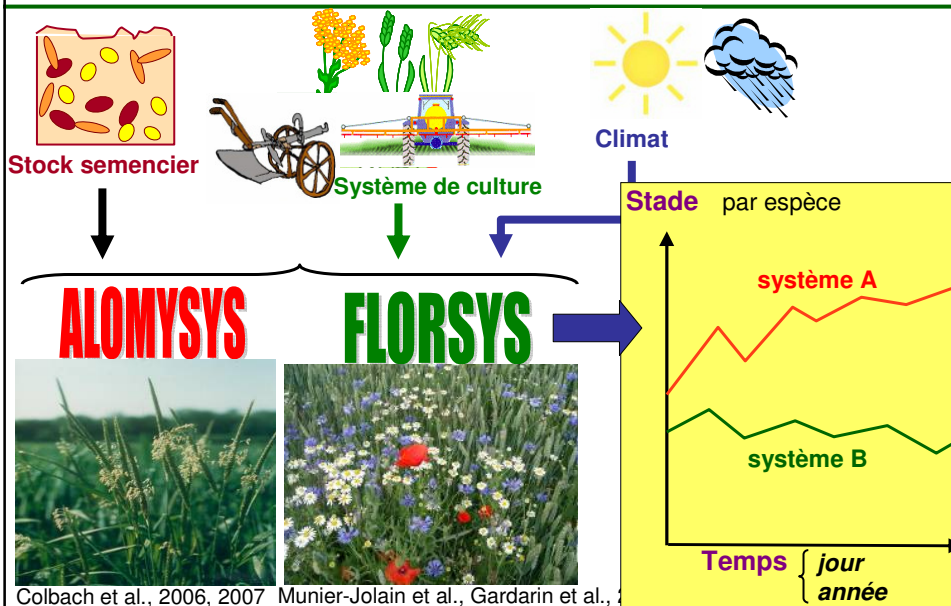 Stock semencier
Système de culture
Climat
Stade par espèce
système A
ALOMYSYS
FLORSYS
système B
Temps
jour
année
Colbach et al., 2006, 2007
Munier-Jolain et al., Gardarin et al.,